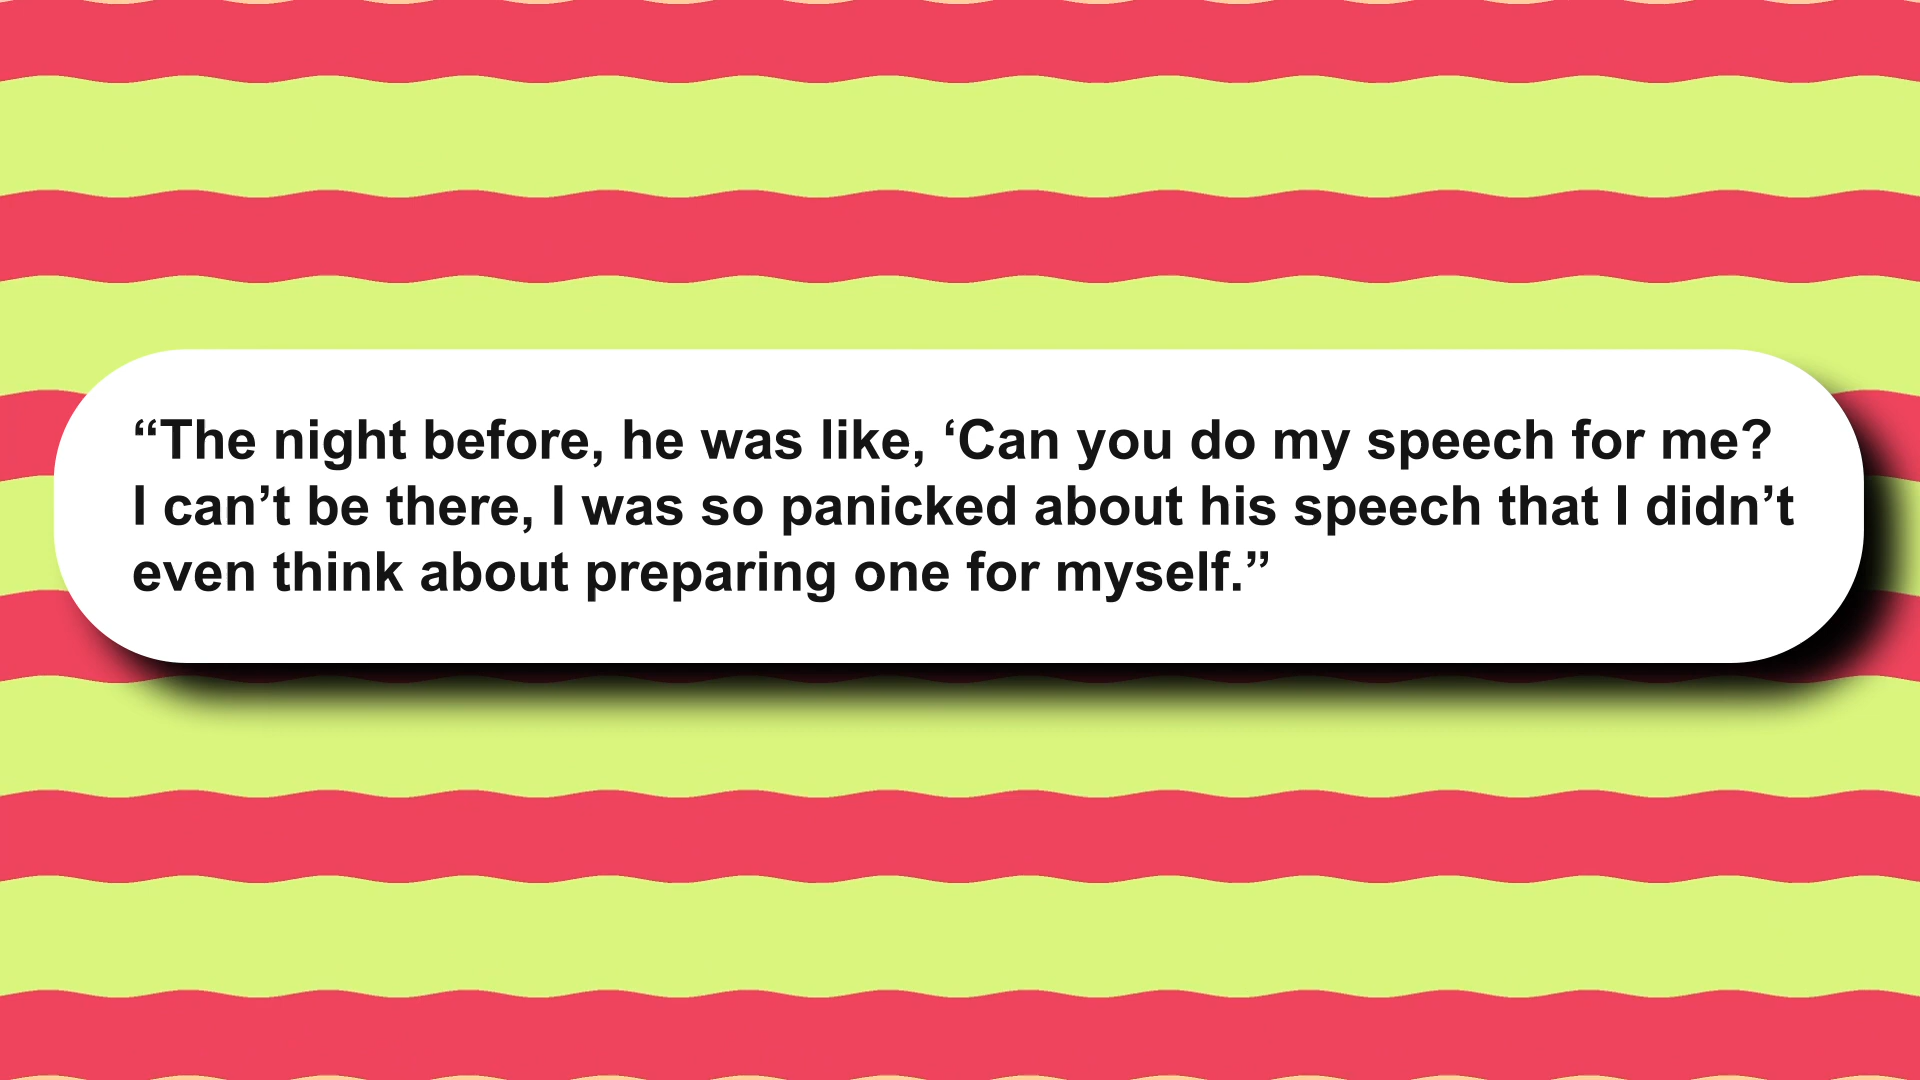 “The night before, he was like, ‘Can you do my speech for me?
I can’t be there, I was so panicked about his speech that I didn’t
even think about preparing one for myself.”